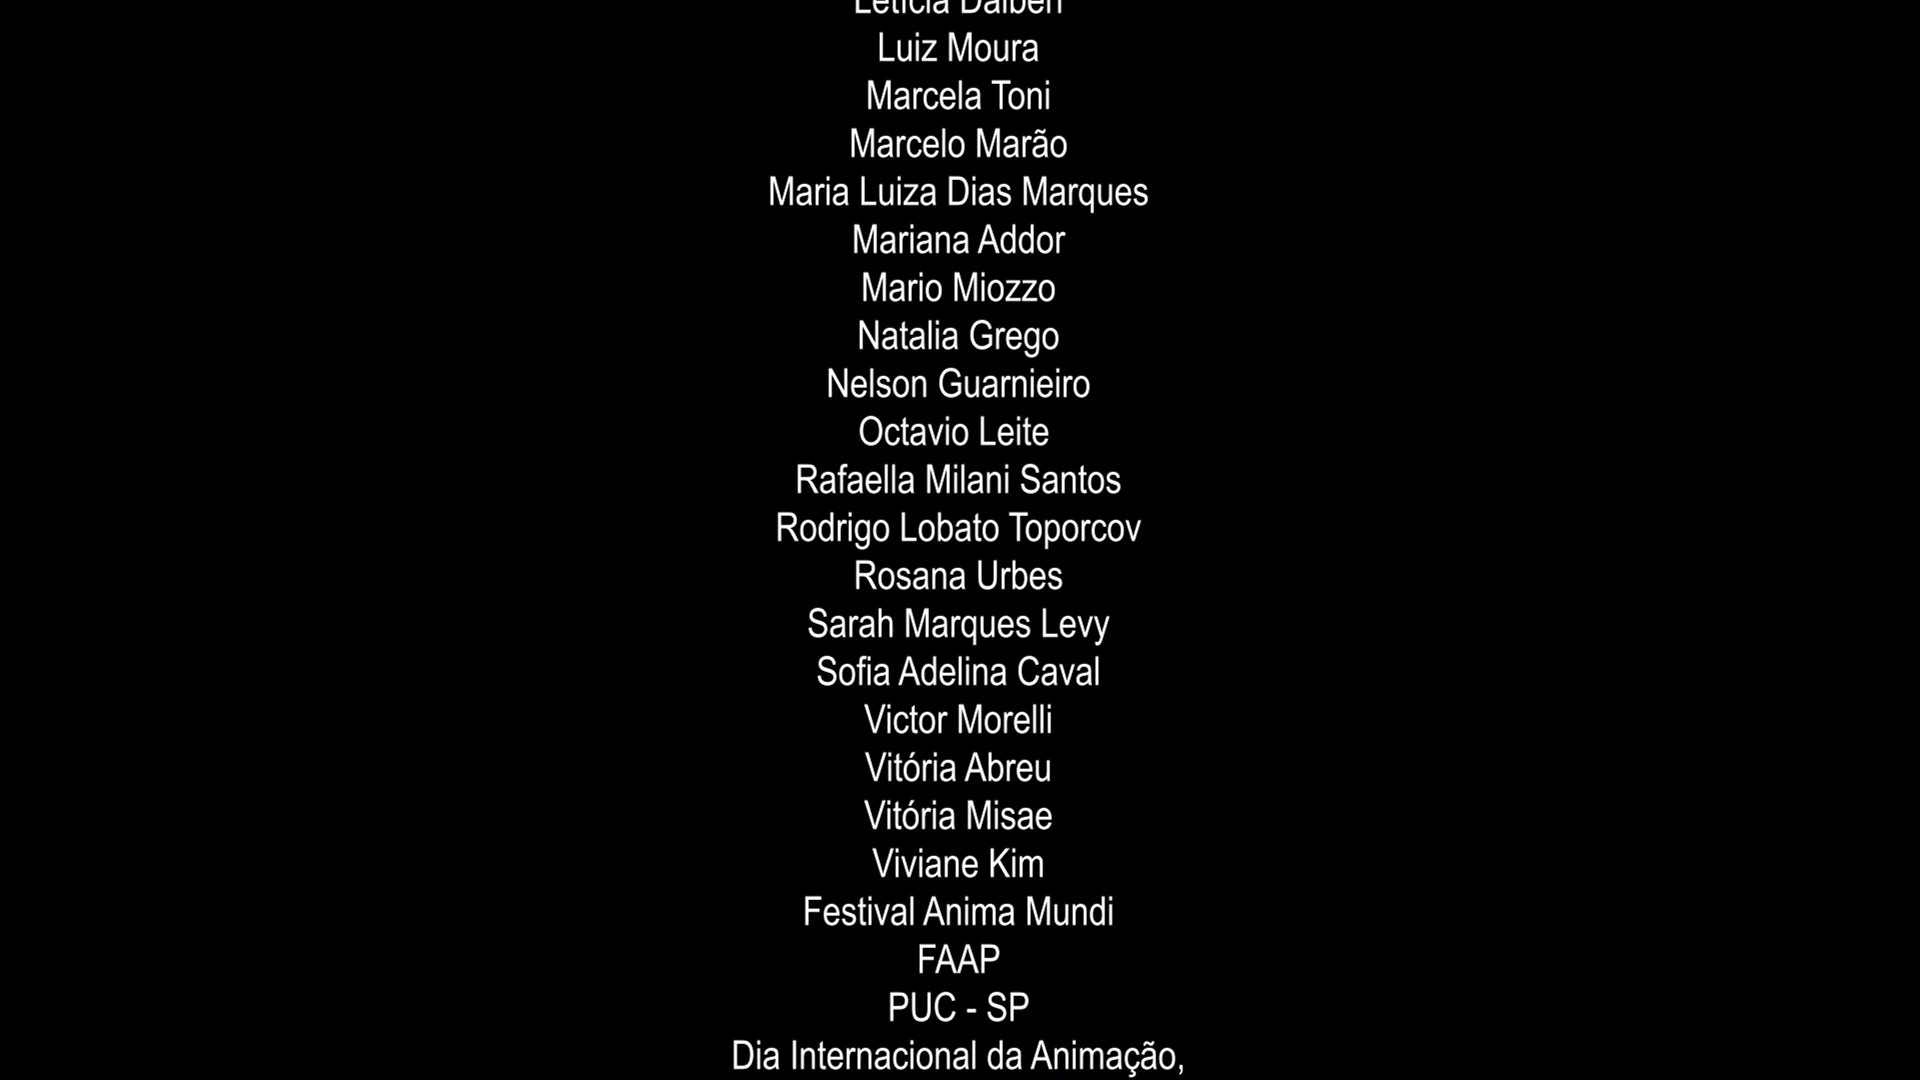 Letícia Dalben
Luiz Moura
Marcela Toni
Marcelo Marão
Maria Luiza Dias Marques
Mariana Addor
Mario Miozzo
Natalia Grego
Nelson Guarnieiro
Octavio Leite
Rafaella Milani Santos
Rodrigo Lobato Toporcov
Rosana Urbes
Sarah Marques Levy
Sofia Adelina Caval
Victor Morelli
Vitória Abreu
Vitória Misae
Viviane Kim
Festival Anima Mundi
FAAP
PUC - SP
Dia Internacional da Animação,